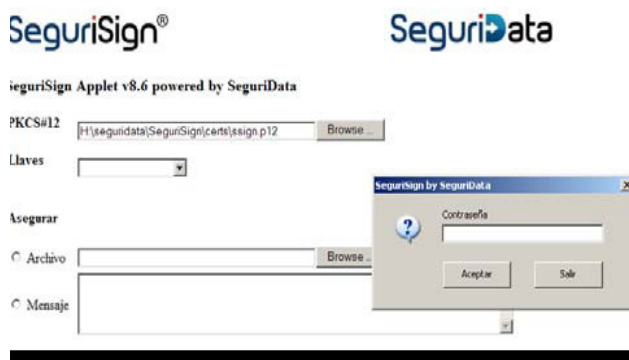 SeguriSign®
SeguriData
SeguriSign Applet v8.6 powered by SeguriData
PKCS#12
H:\seguridata\SeguriSign\certs\ssign.p12
Browse...
Llaves
SeguriSign by SeguriData
Contraseña
Aceptar
Salir
Asegurar
Archivo
Browse...
Mensaje